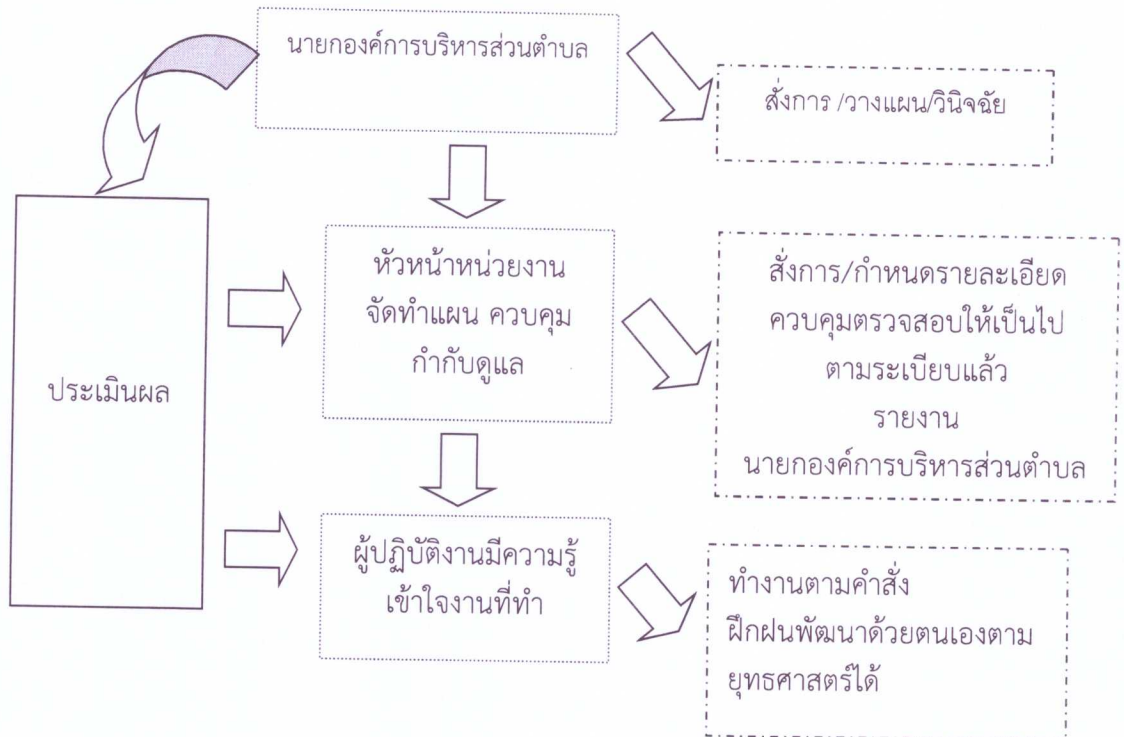 นายกองค์การบริหารส่วนตำบล
สั่งการ /วางแผน/วินิจฉัย
หัวหน้าหน่วยงาน
จัดทำแผน ควบคุม
กำกับดูแล
สั่งการ/กำหนดรายละเอียด
ควบคุมตรวจสอบให้เป็นไป
ตามระเบียบแล้ว
รายงาน
นายกองค์การบริหารส่วนตำบล
ประเมินผล
ผู้ปฏิบัติงานมีความรู้
เข้าใจงานที่ทำ
ทำงานตามคำสั่ง
ฝึกฝนพัฒนาด้วยตนเองตาม
ยุทธศาสตร์ได้